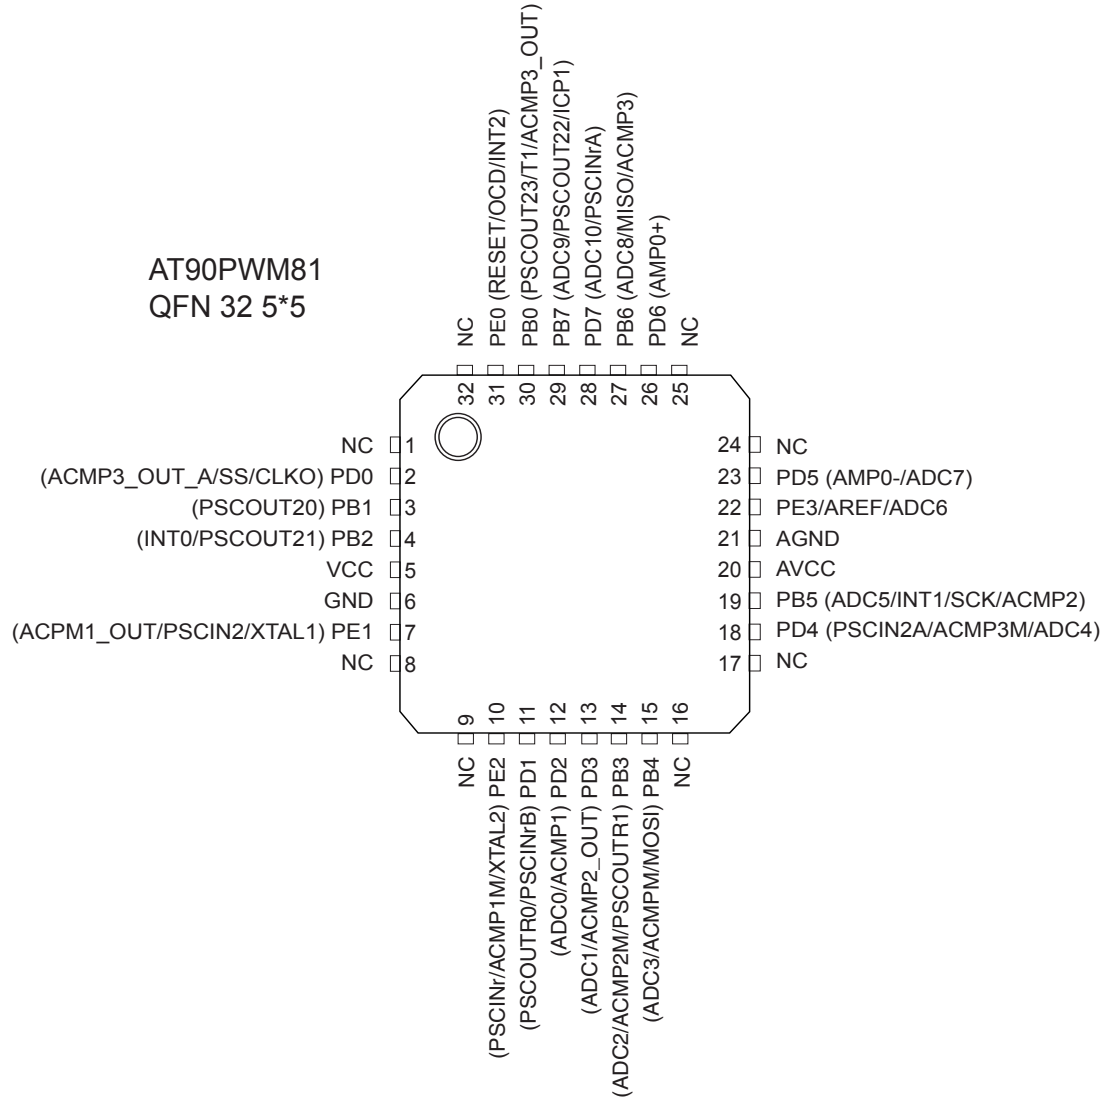 AT90PWM81
QFN 32 5*5
NC
PE0 (RESET/OCD/INT2)
PB0 (PSCOUT23/T1/ACMP3_OUT)
PB7 (ADC9/PSCOUT22/ICP1)
PD7 (ADC10/PSCINrA)
PB6 (ADC8/MISO/ACMP3)
PD6 (AMP0+)
NC
32
31
30
29
28
27
26
25
NC 1
(ACMP3_OUT_A/SS/CLKO) PD0 2
(PSCOUT20) PB1 3
(INT0/PSCOUT21) PB2 4
VCC 5
GND 6
(ACPM1_OUT/PSCIN2/XTAL1) PE1 7
NC 8
24 NC
23 PD5 (AMP0-/ADC7)
22 PE3/AREF/ADC6
21 AGND
20 AVCC
19 PB5 (ADC5/INT1/SCK/ACMP2)
18 PD4 (PSCIN2A/ACMP3M/ADC4)
17 NC
9
10
11
12
13
14
15
16
NC
(PSCINr/ACMP1M/XTAL2) PE2
(PSCOUTR0/PSCINrB) PD1
(ADC0/ACMP1) PD2
(ADC1/ACMP2_OUT) PD3
(ADC2/ACMP2M/PSCOUTR1) PB3
(ADC3/ACMPM/MOSI) PB4
NC